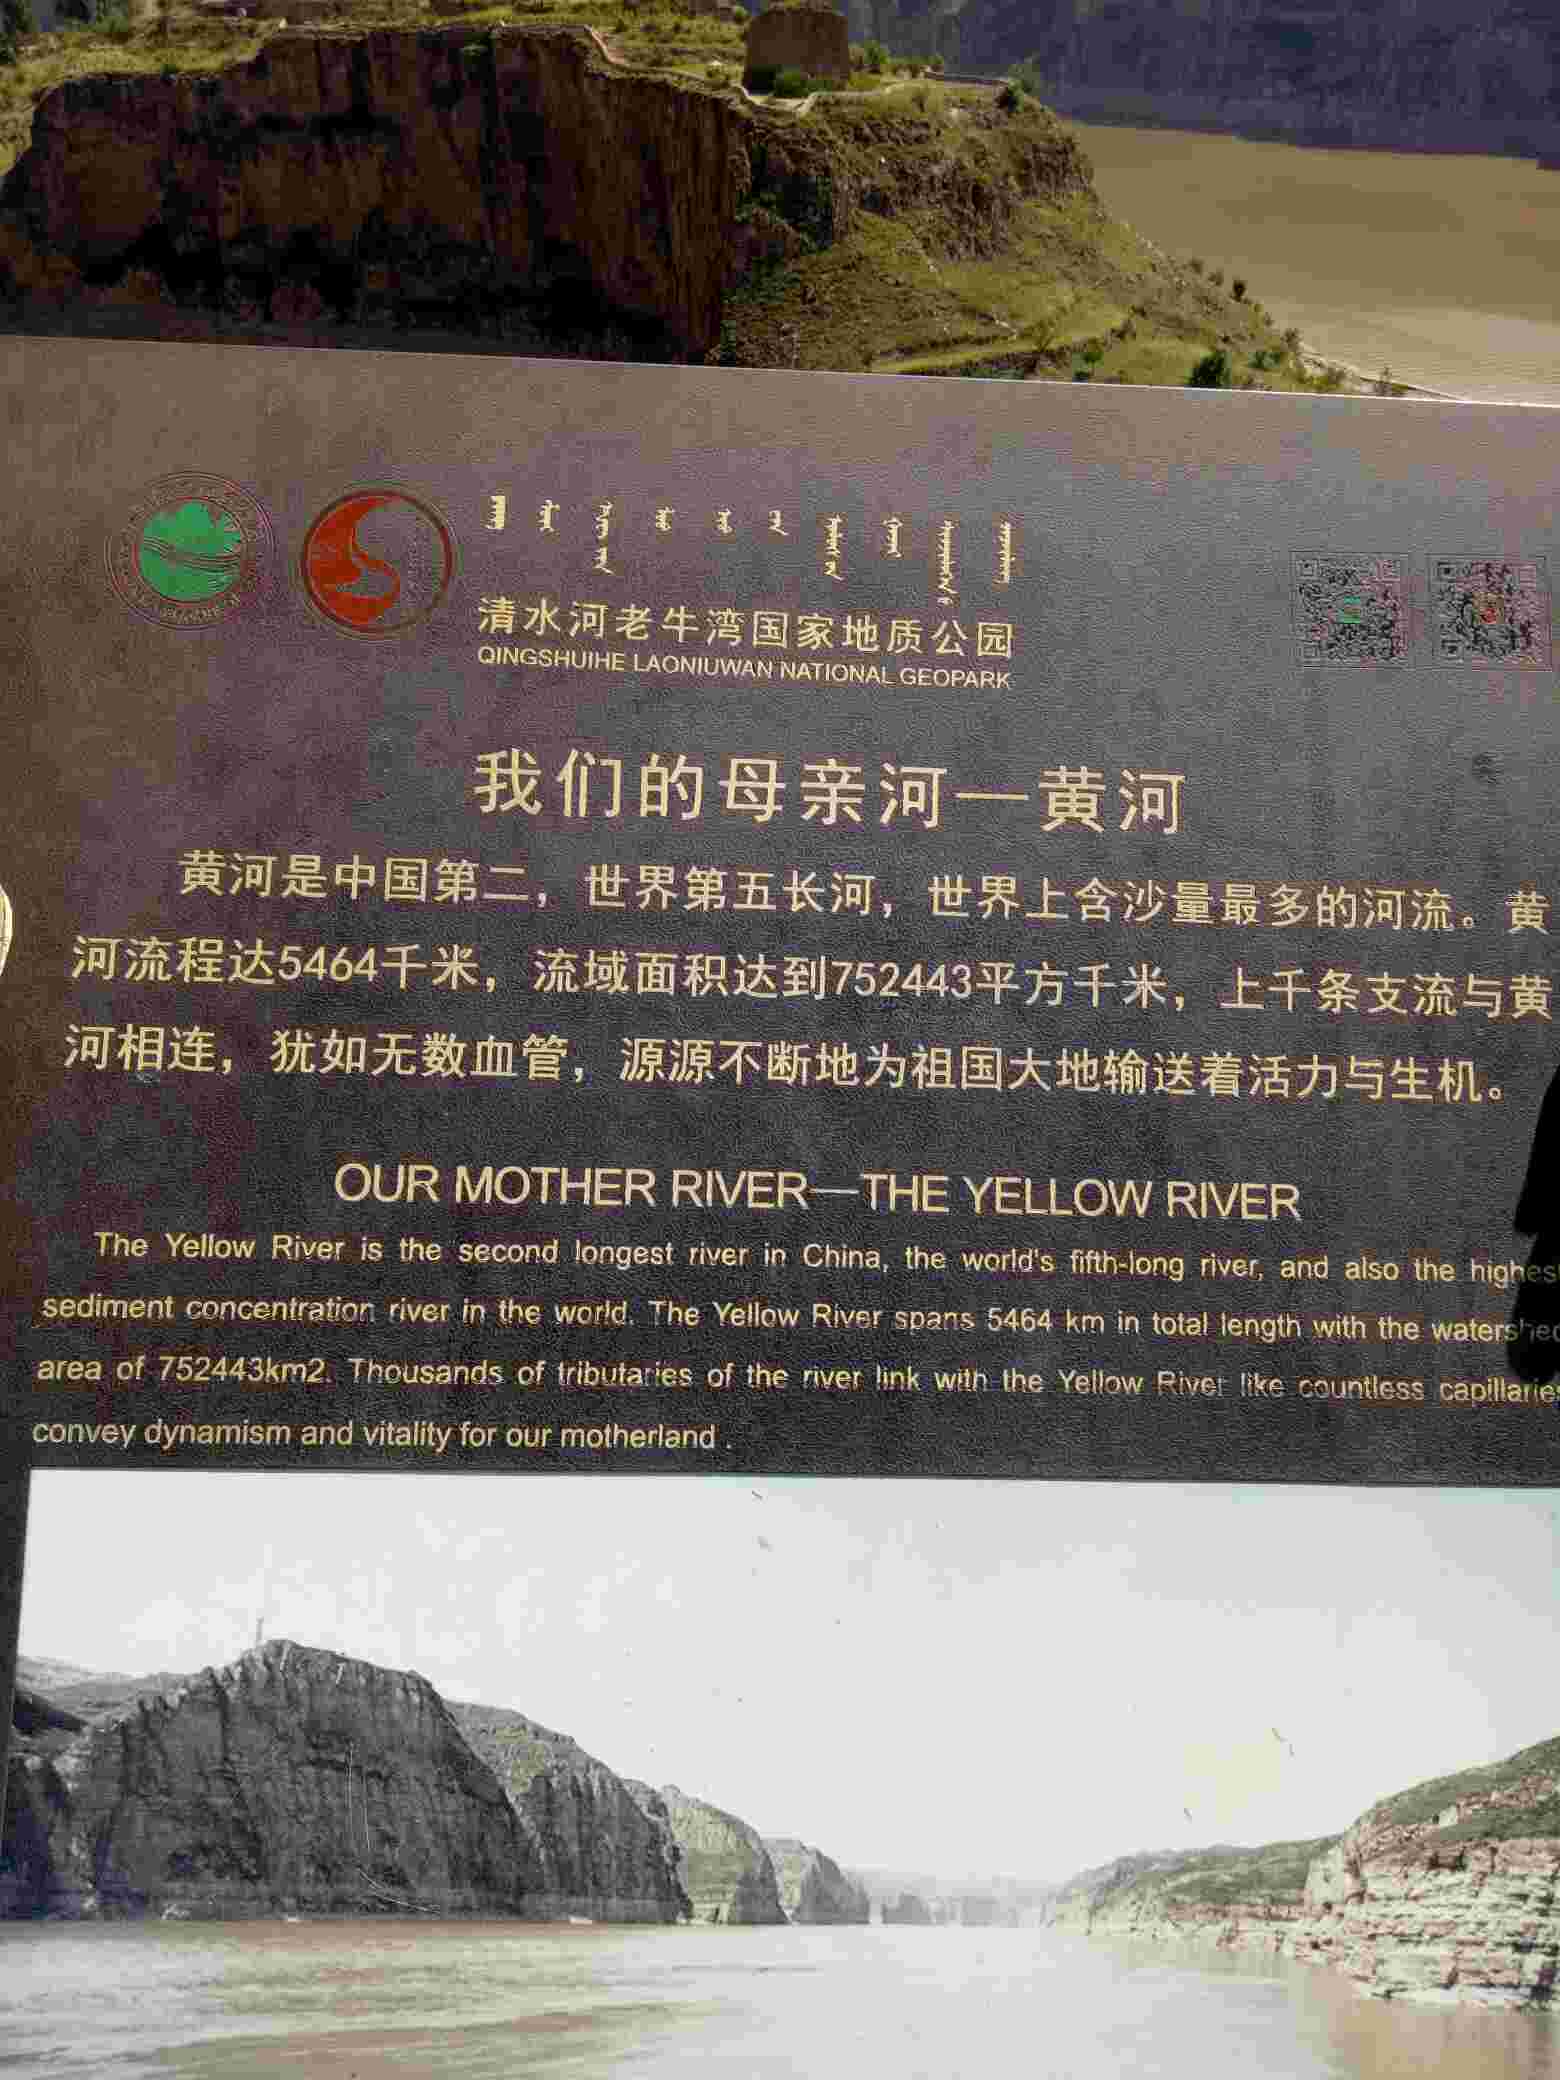 清水河老牛湾国家地质公园
QINGSHUIHE LAONIUWAN NATIONAL GEOPARK
我们的母亲河—黄河
黄河是中国第二，世界第五长河，世界上含沙量最多的河流。黄
河流程达5464千米，流域面积达到752443平方千米，上千条支流与黄
河相连，犹如无数血管，源源不断地为祖国大地输送着活力与生机。
OUR MOTHER RIVER—THE YELLOW RIVER
The Yellow River is the second longest river in China, the world's fifth-long river, and also the highest
sediment concentration river in the world. The Yellow River spans 5464 km in total length with the watershed
area of 752443km2. Thousands of tributaries of the river link with the Yellow River like countless capillaries
convey dynamism and vitality for our motherland .